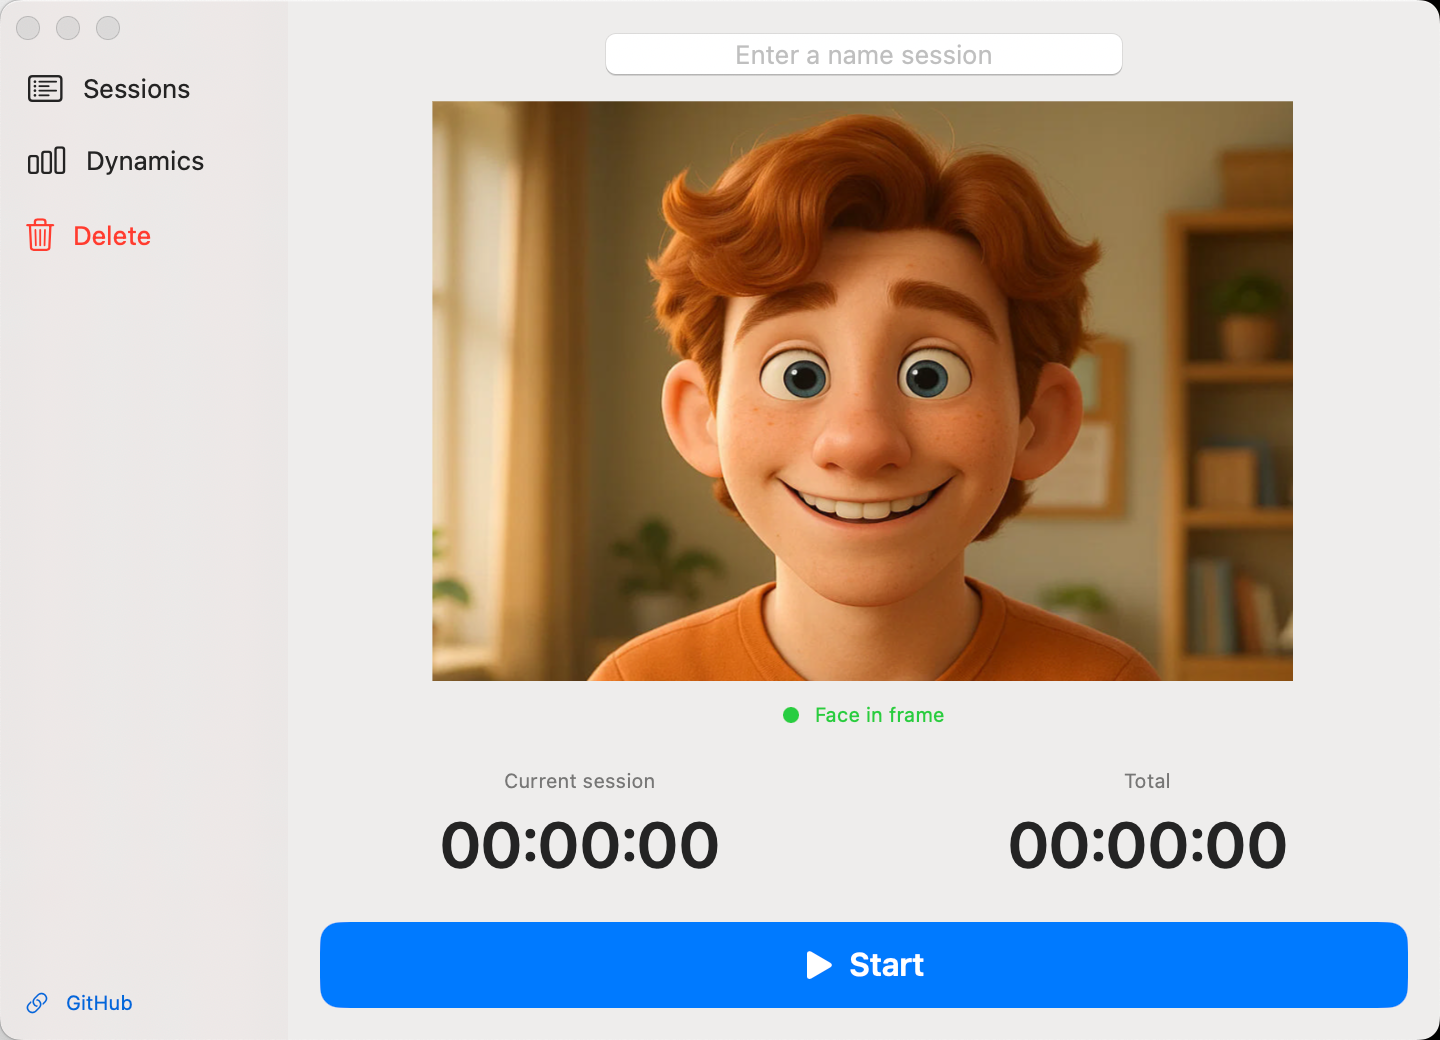 Sessions
Dynamics
Delete
GitHub
Enter a name session
Face in frame
Current session
00:00:00
Total
00:00:00
Start